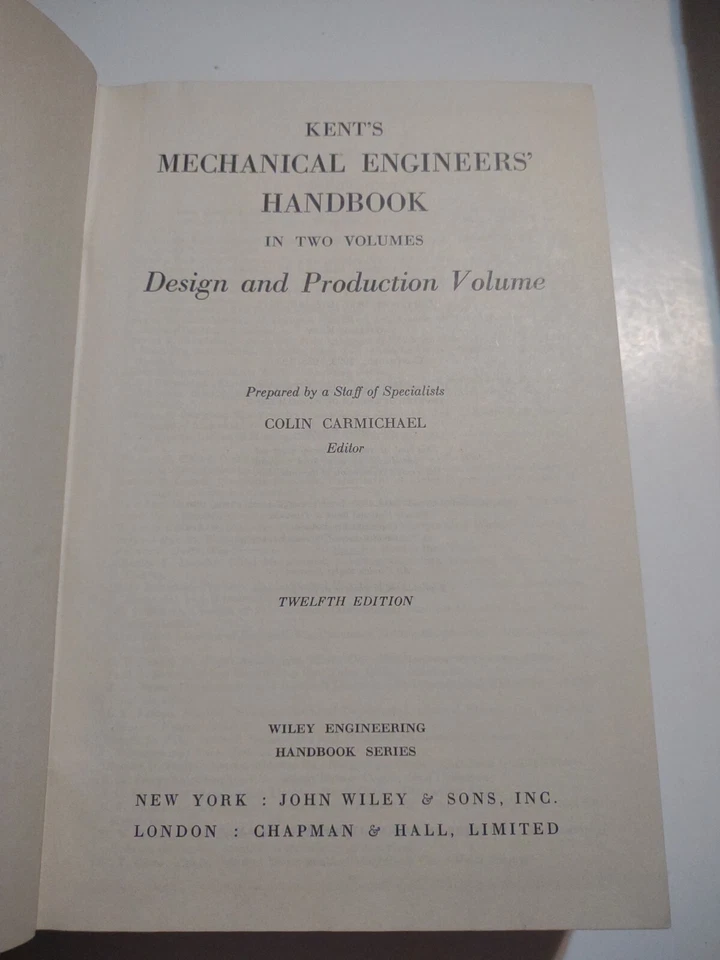 KENT'S
MECHANICAL ENGINEERS'
HANDBOOK
IN TWO VOLUMES
Design and Production Volume
Prepared by a Staff of Specialists
COLIN CARMICHAEL
Editor
TWELFTH EDITION
WILEY ENGINEERING
HANDBOOK SERIES
NEW YORK : JOHN WILEY & SONS, INC.
LONDON : CHAPMAN & HALL, LIMITED